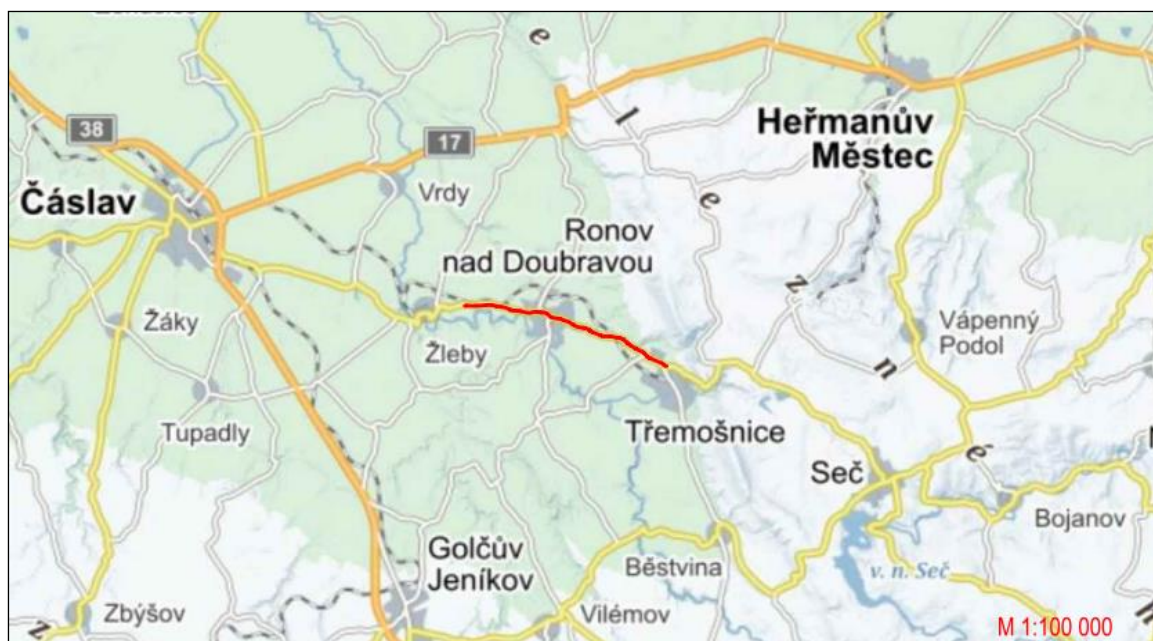 e
38
17
l
Heřmanův
Městec
Vrdy
Čáslav
e
Ronov
nad Doubravou
z
Žáky
Žleby
Vápenný
Podol
n
Tupadly
Třemošnice
Seč
é
Bojanov
Golčův
Jeníkov
Běstvina
v. n. Seč
Zbýšov
Vilémov
M 1:100 000
z
h